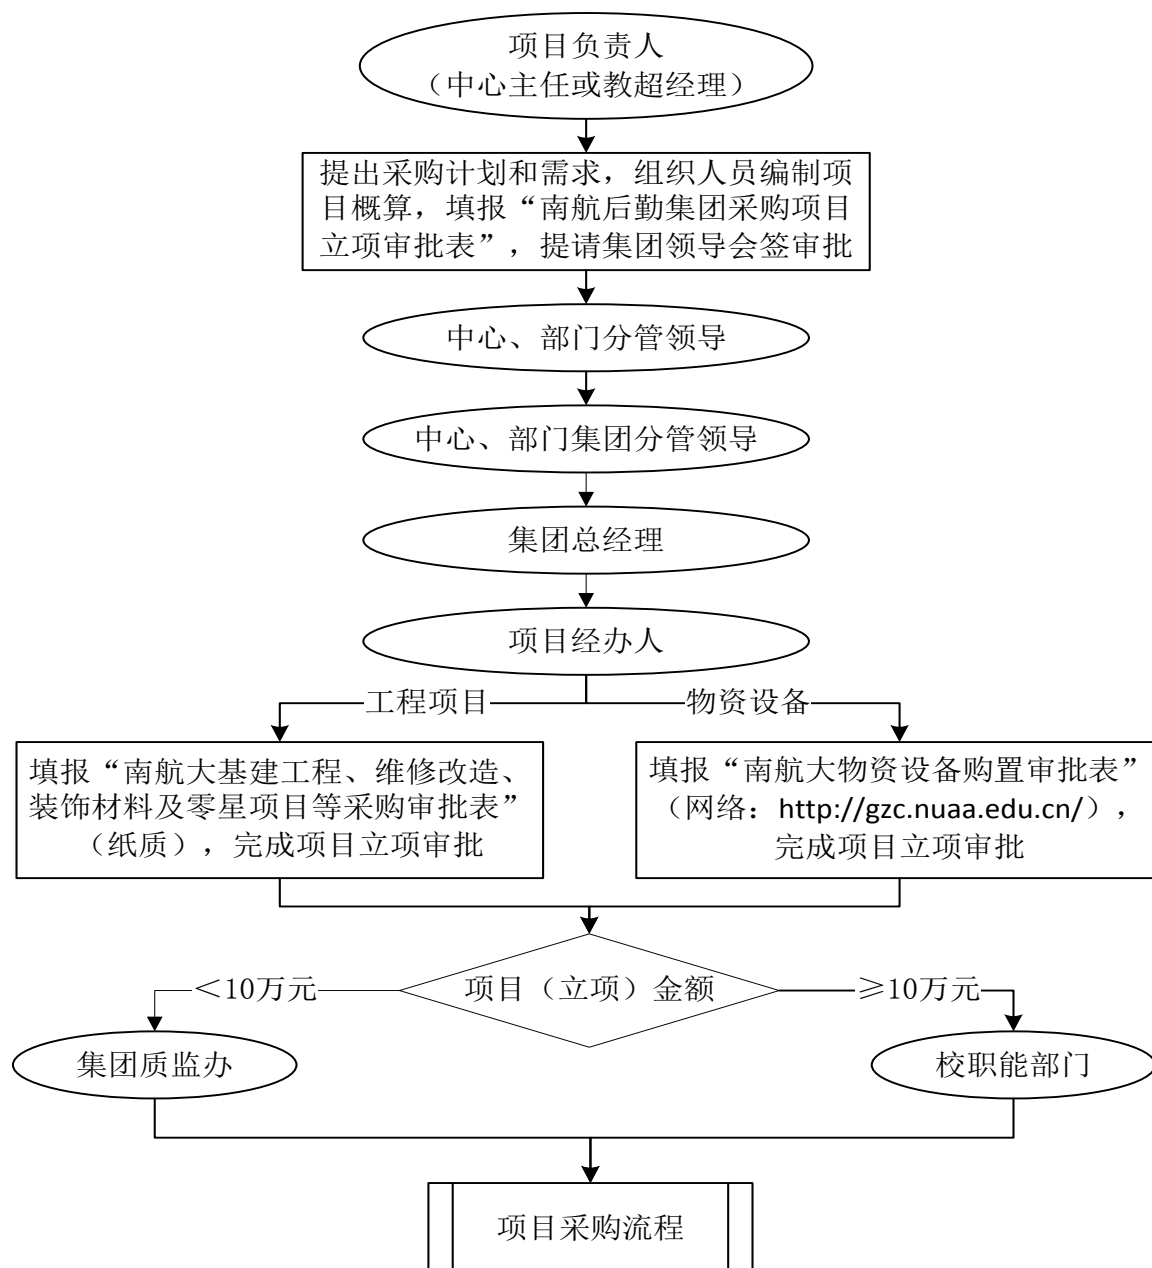 项目负责人
（中心主任或教超经理）
提出采购计划和需求，组织人员编制项
目概算，填报“南航后勤集团采购项目
立项审批表”，提请集团领导会签审批
中心、部门分管领导
中心、部门集团分管领导
集团总经理
项目经办人
工程项目
物资设备
填报“南航大基建工程、维修改造、
装饰材料及零星项目等采购审批表”
（纸质），完成项目立项审批
填报“南航大物资设备购置审批表”
（网络：http://gzc.nuaa.edu.cn/），
完成项目立项审批
项目（立项）金额
＜10万元
≥10万元
集团质监办
校职能部门
项目采购流程